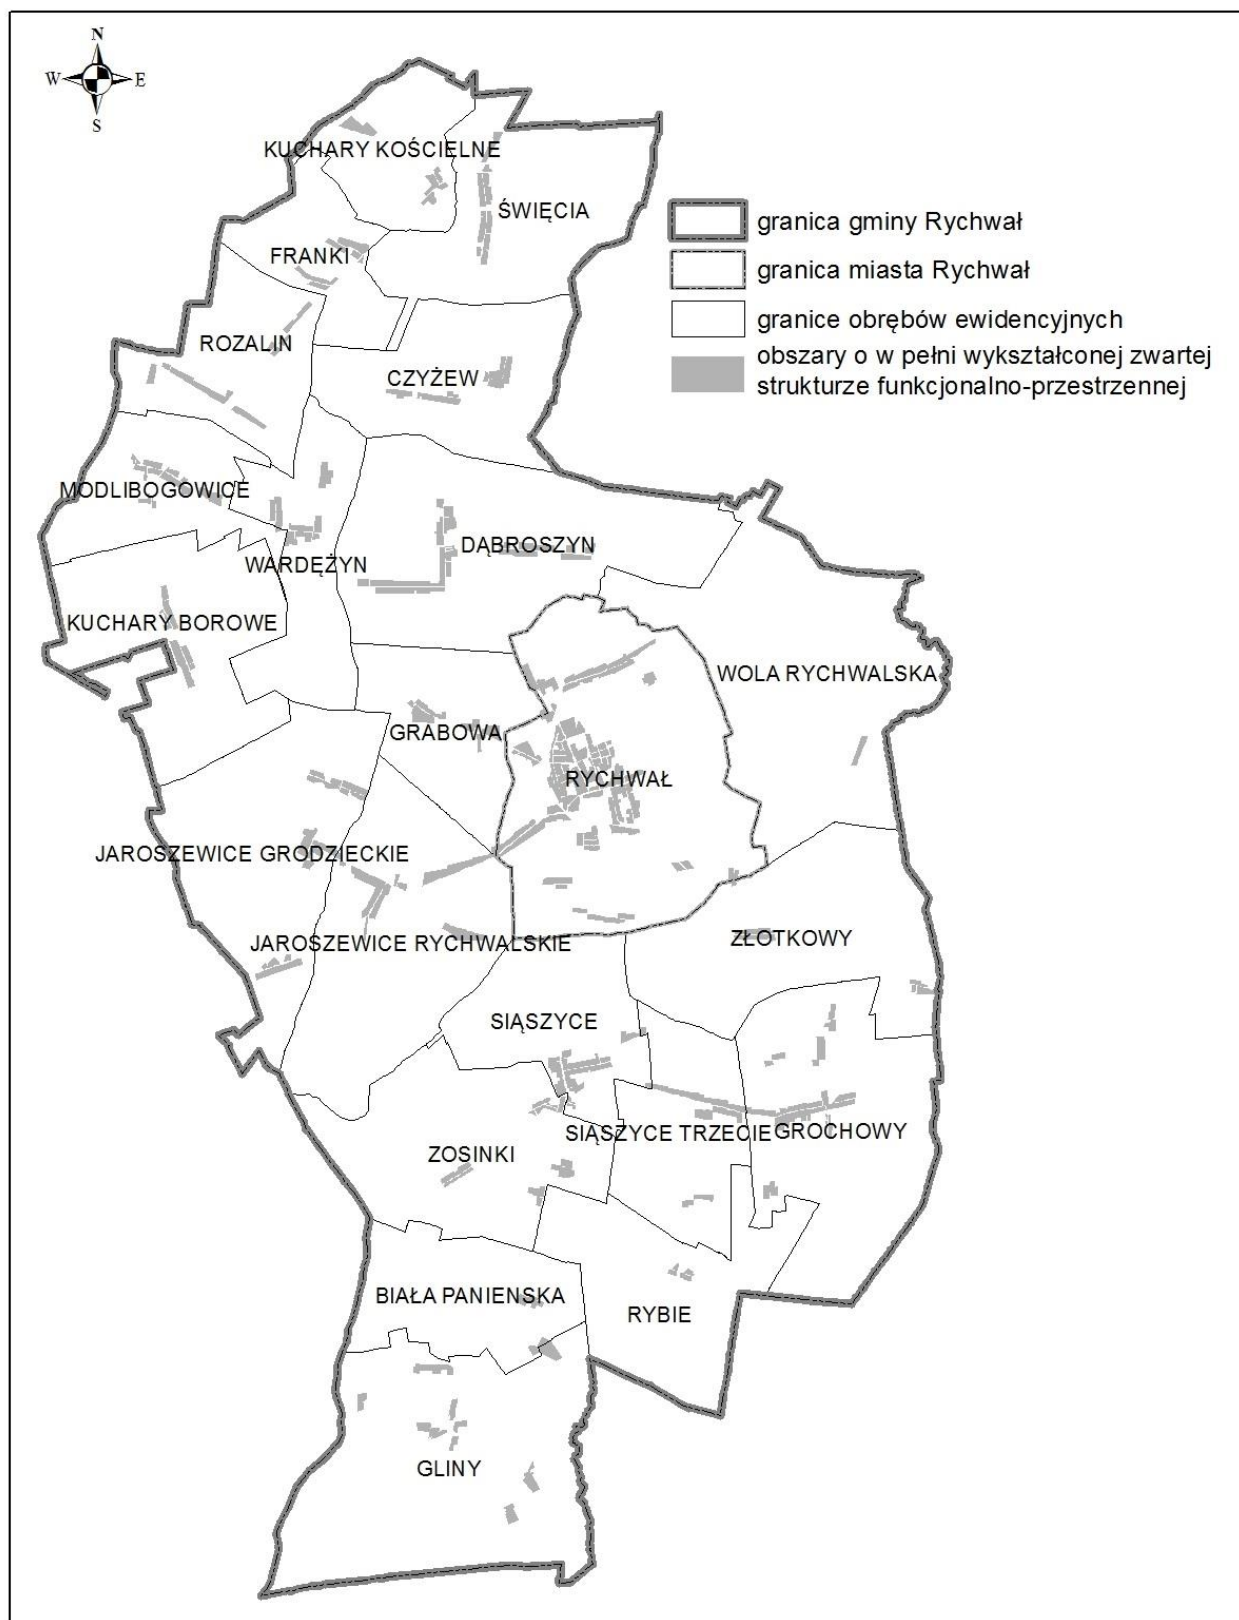 N
W E
S
KUCHARY KOŚCIELNE
ŚWIĘCIA
granica gminy Rychwał
FRANKI
granica miasta Rychwał
granice obrębów ewidencyjnych
ROZALIN
obszary o w pełni wykształconej zwartej
strukturze funkcjonalno-przestrzennej
CZYŻEW
MODLIBOGOWICE
DĄBROSZYN
WARDĘŻYN
KUCHARY BOROWE
WOLA RYCHWALSKA
GRABOWA
RYCHWAŁ
JAROSZEWICE GRODZIECKIE
ZŁOTKOWY
JAROSZEWICE RYCHWALSKIE
SIĄSZYCE
SIĄSZYCE TRZECIE
GROCHOWY
ZOSINKI
BIAŁA PANIENSKA
RYBIE
GLINY